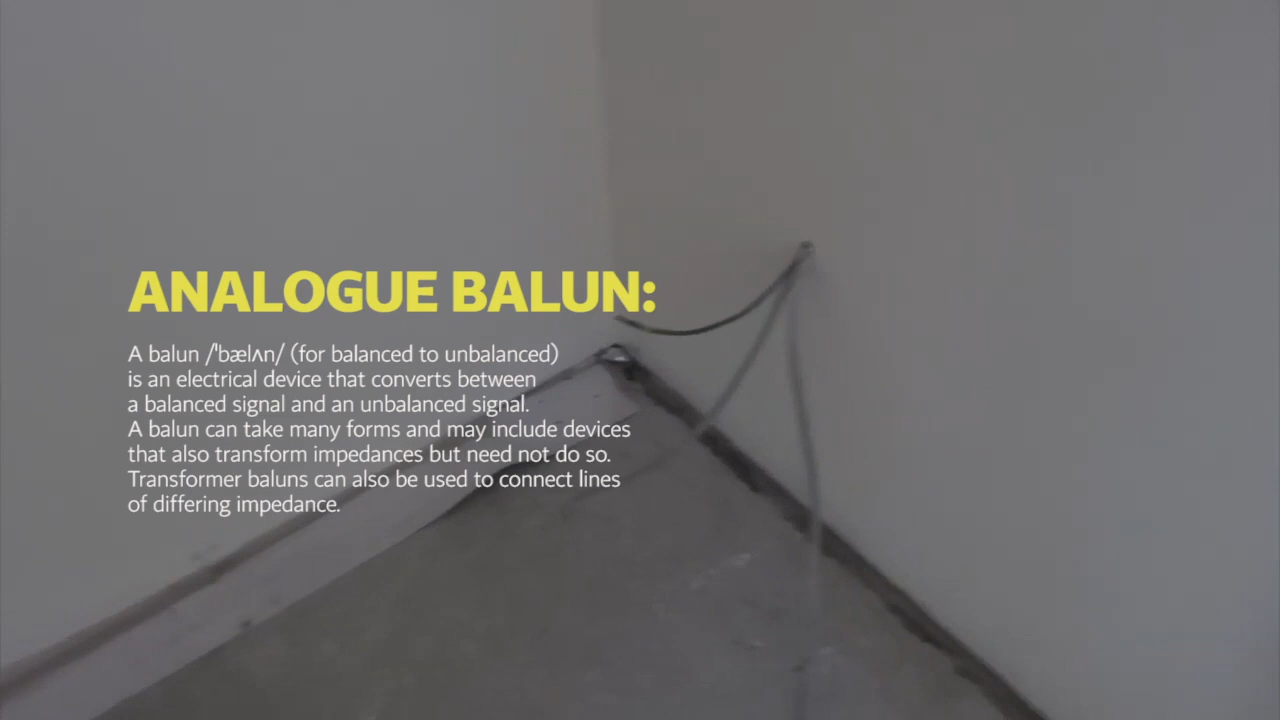 ANALOGUE BALUN:
A balun /'bælʌn/ (for balanced to unbalanced)
is an electrical device that converts between
a balanced signal and an unbalanced signal.
A balun can take many forms and may include devices
that also transform impedances but need not do so.
Transformer baluns can also be used to connect lines
of differing impedance.